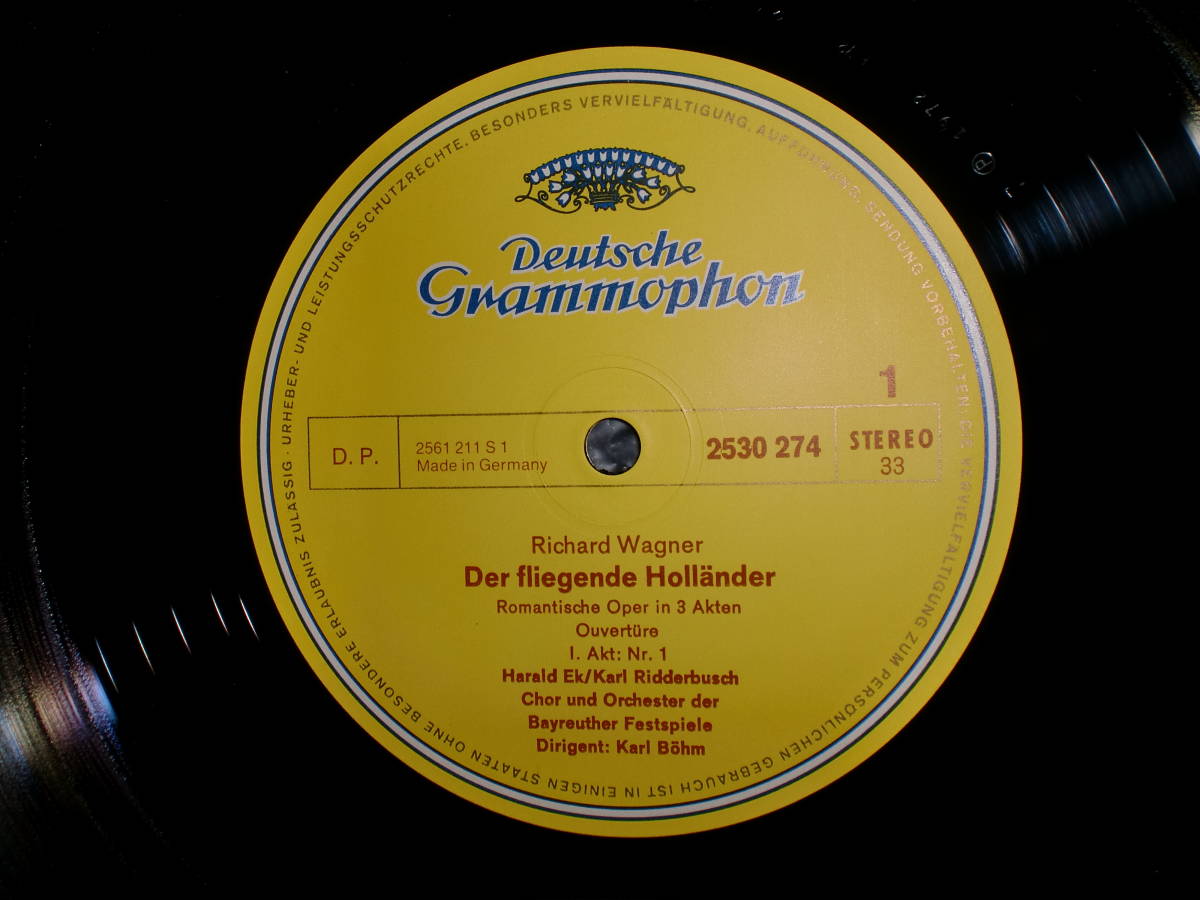 URHEBER- UND LEISTUNGSSCHUTZRECHTE, BESONDERS VERVIELFÄLTIGUNG, AUFFÜHRUNG, SENDUNG VORBEHALTEN! DIE VERVIELFÄLTIGUNG ZUM PERSÖNLICHEN GEBRAUCH IST IN EINIGEN STAATEN OHNE BESONDERE ERLAUBNIS ZULÄSSIG ·
Deutsche
Grammophon
1
D. P.
2561 211 S 1
Made in Germany
2530 274
STEREO
33
Richard Wagner
Der fliegende Holländer
Romantische Oper in 3 Akten
Ouvertüre
I. Akt: Nr. 1
Harald Ek/Karl Ridderbusch
Chor und Orchester der
Bayreuther Festspiele
Dirigent: Karl Böhm
℗ 1972